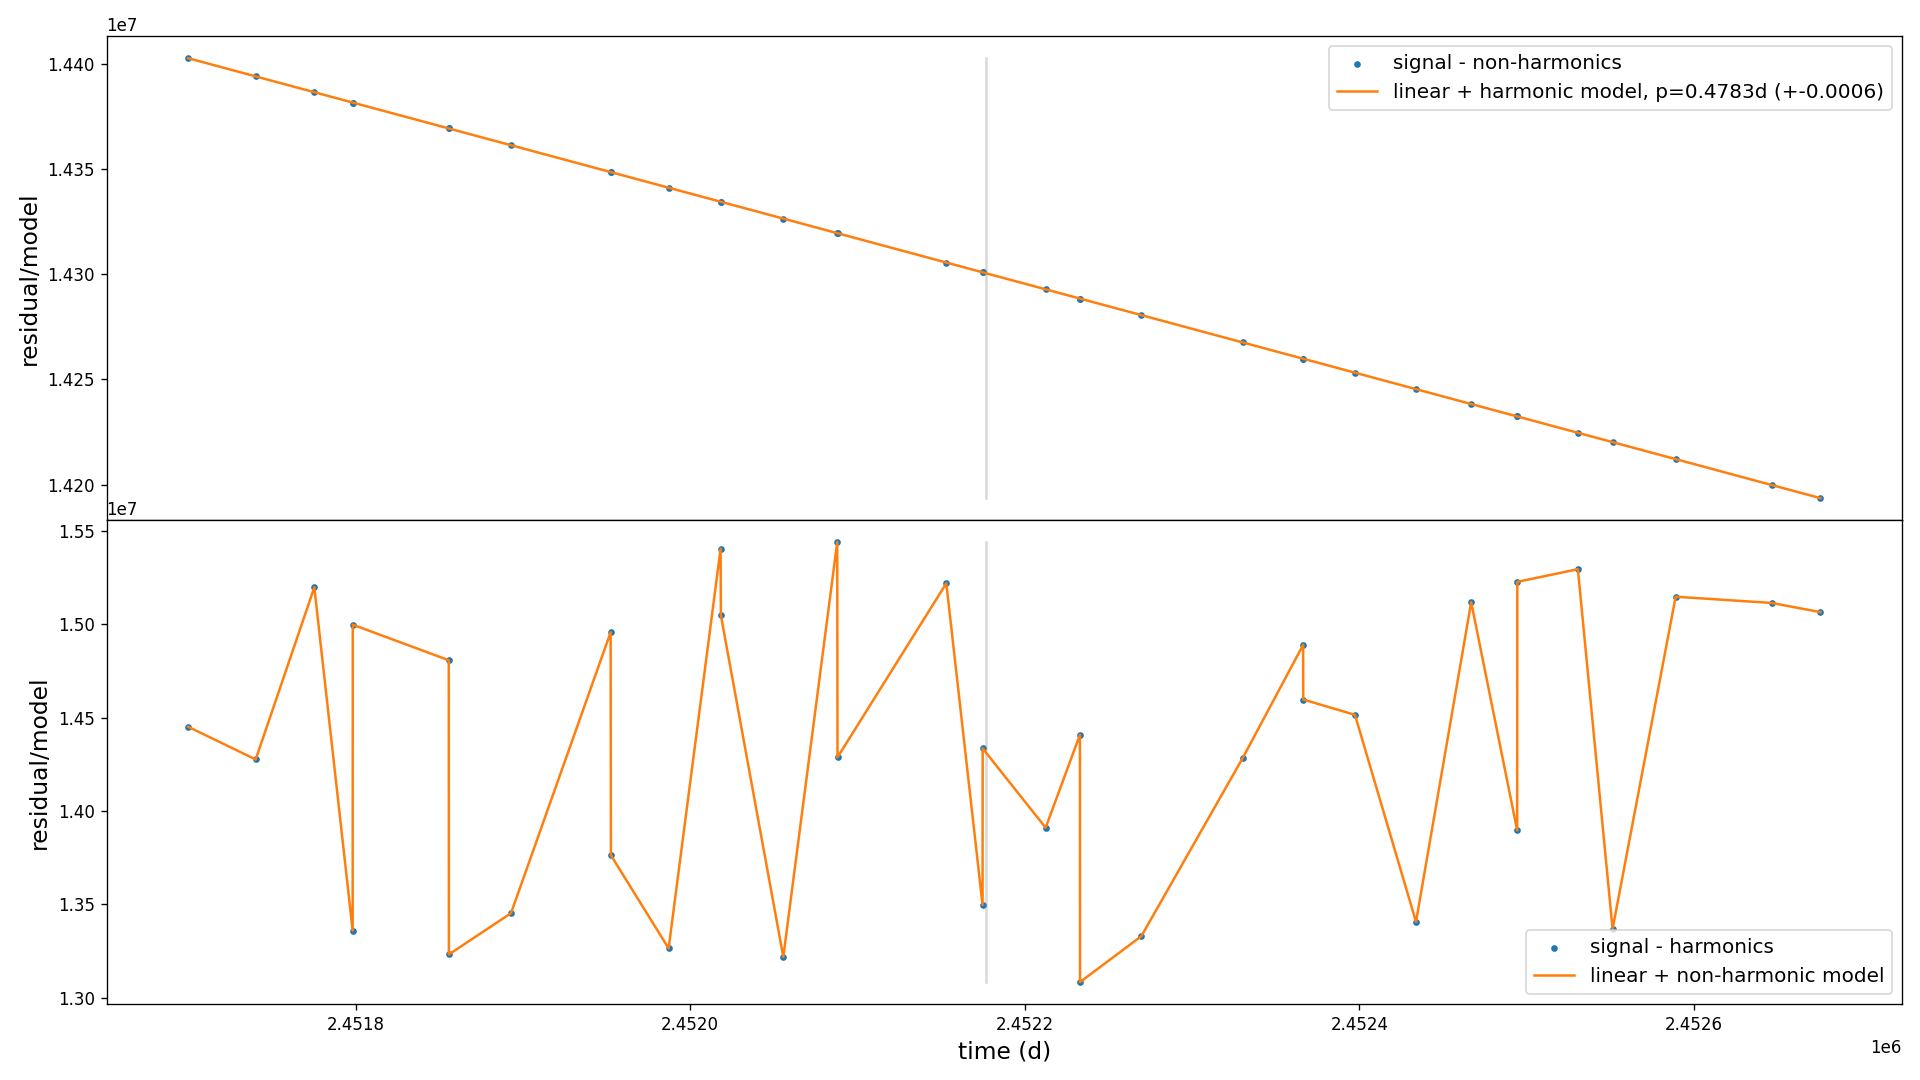 1e7
1.440
1.435
1.430
1.425
1.420
residual/model
signal - non-harmonics
linear + harmonic model, p=0.4783d (+-0.0006)
1e7
1.55
1.50
1.45
1.40
1.35
1.30
residual/model
signal - harmonics
linear + non-harmonic model
2.4518
2.4520
2.4522
2.4524
2.4526
time (d)
1e6